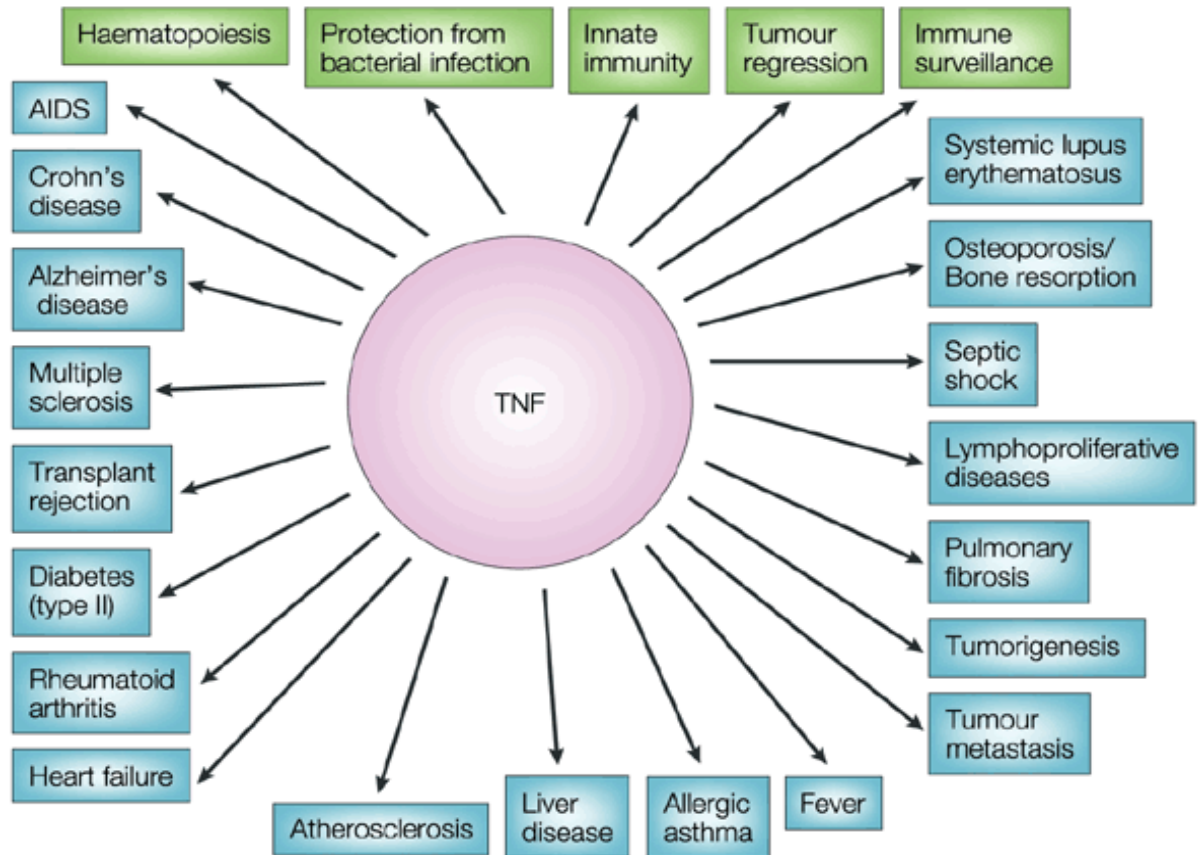 Haematopoiesis
Protection from
bacterial infection
Innate
immunity
Tumour
regression
Immune
surveillance
AIDS
Crohn's
disease
Alzheimer's
disease
Multiple
sclerosis
Transplant
rejection
Diabetes
(type II)
Rheumatoid
arthritis
Heart failure
TNF
Systemic lupus
erythematosus
Osteoporosis/
Bone resorption
Septic
shock
Lymphoproliferative
diseases
Pulmonary
fibrosis
Tumorigenesis
Tumour
metastasis
Atherosclerosis
Liver
disease
Allergic
asthma
Fever